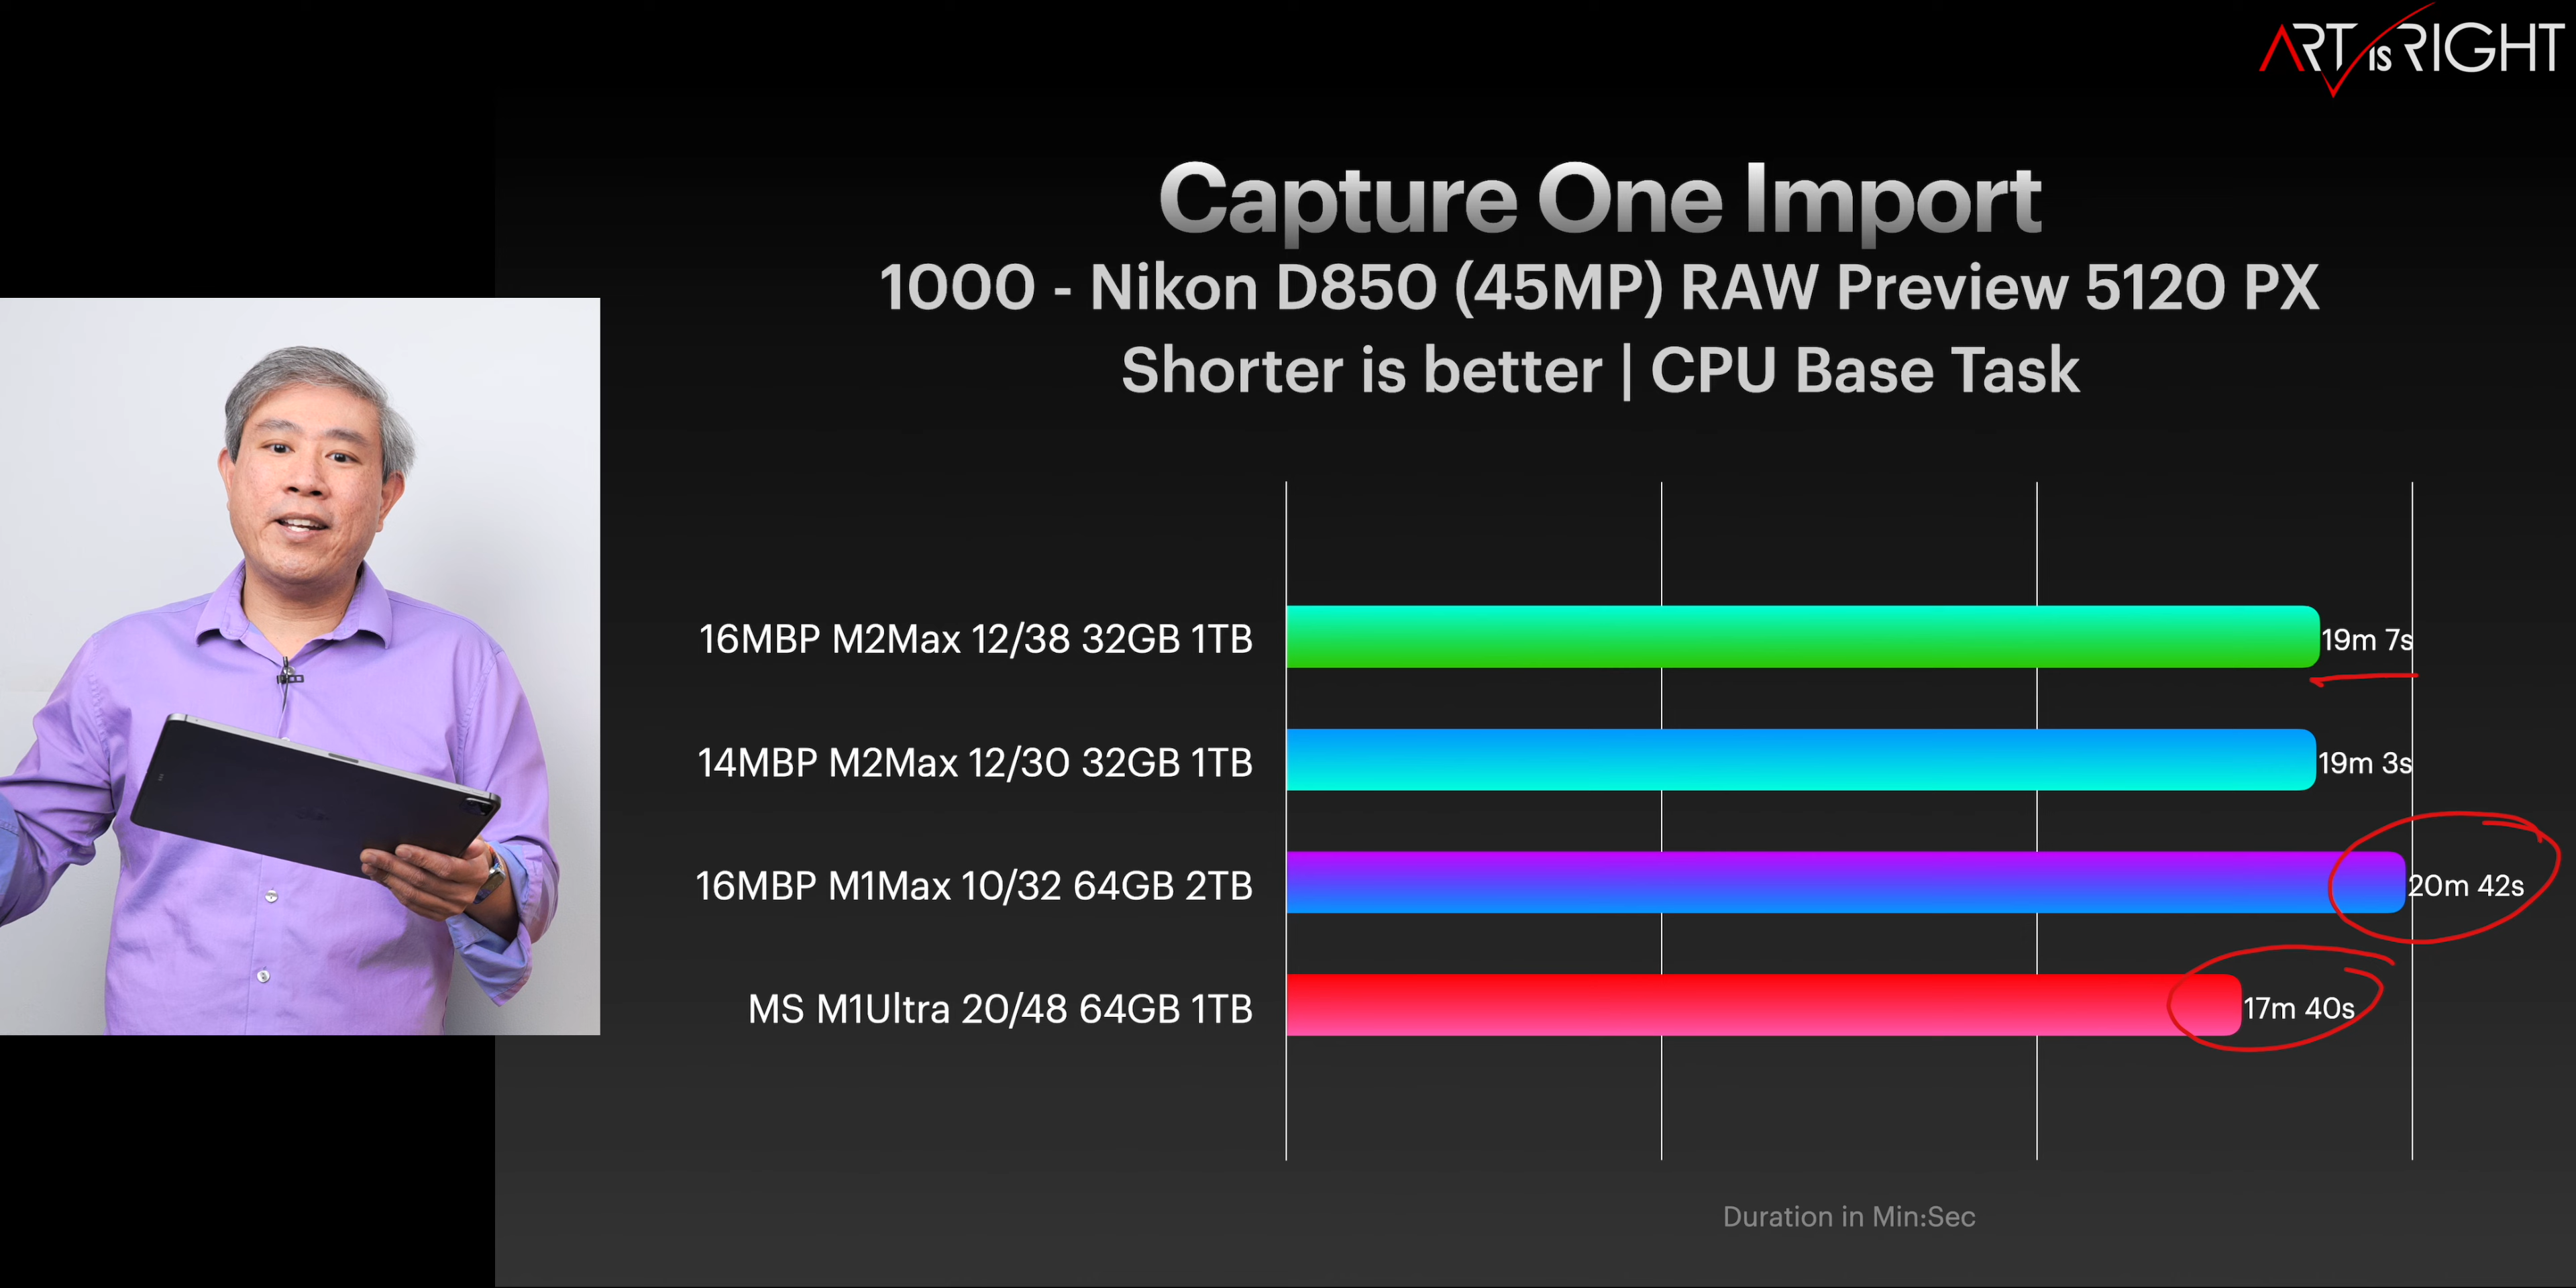 ART is RIGHT
Capture One Import
1000 - Nikon D850 (45MP) RAW Preview 5120 PX
Shorter is better | CPU Base Task
16MBP M2Max 12/38 32GB 1TB
19m 7s
14MBP M2Max 12/30 32GB 1TB
19m 3s
16MBP M1Max 10/32 64GB 2TB
20m 42s
MS M1Ultra 20/48 64GB 1TB
17m 40s
Duration in Min:Sec